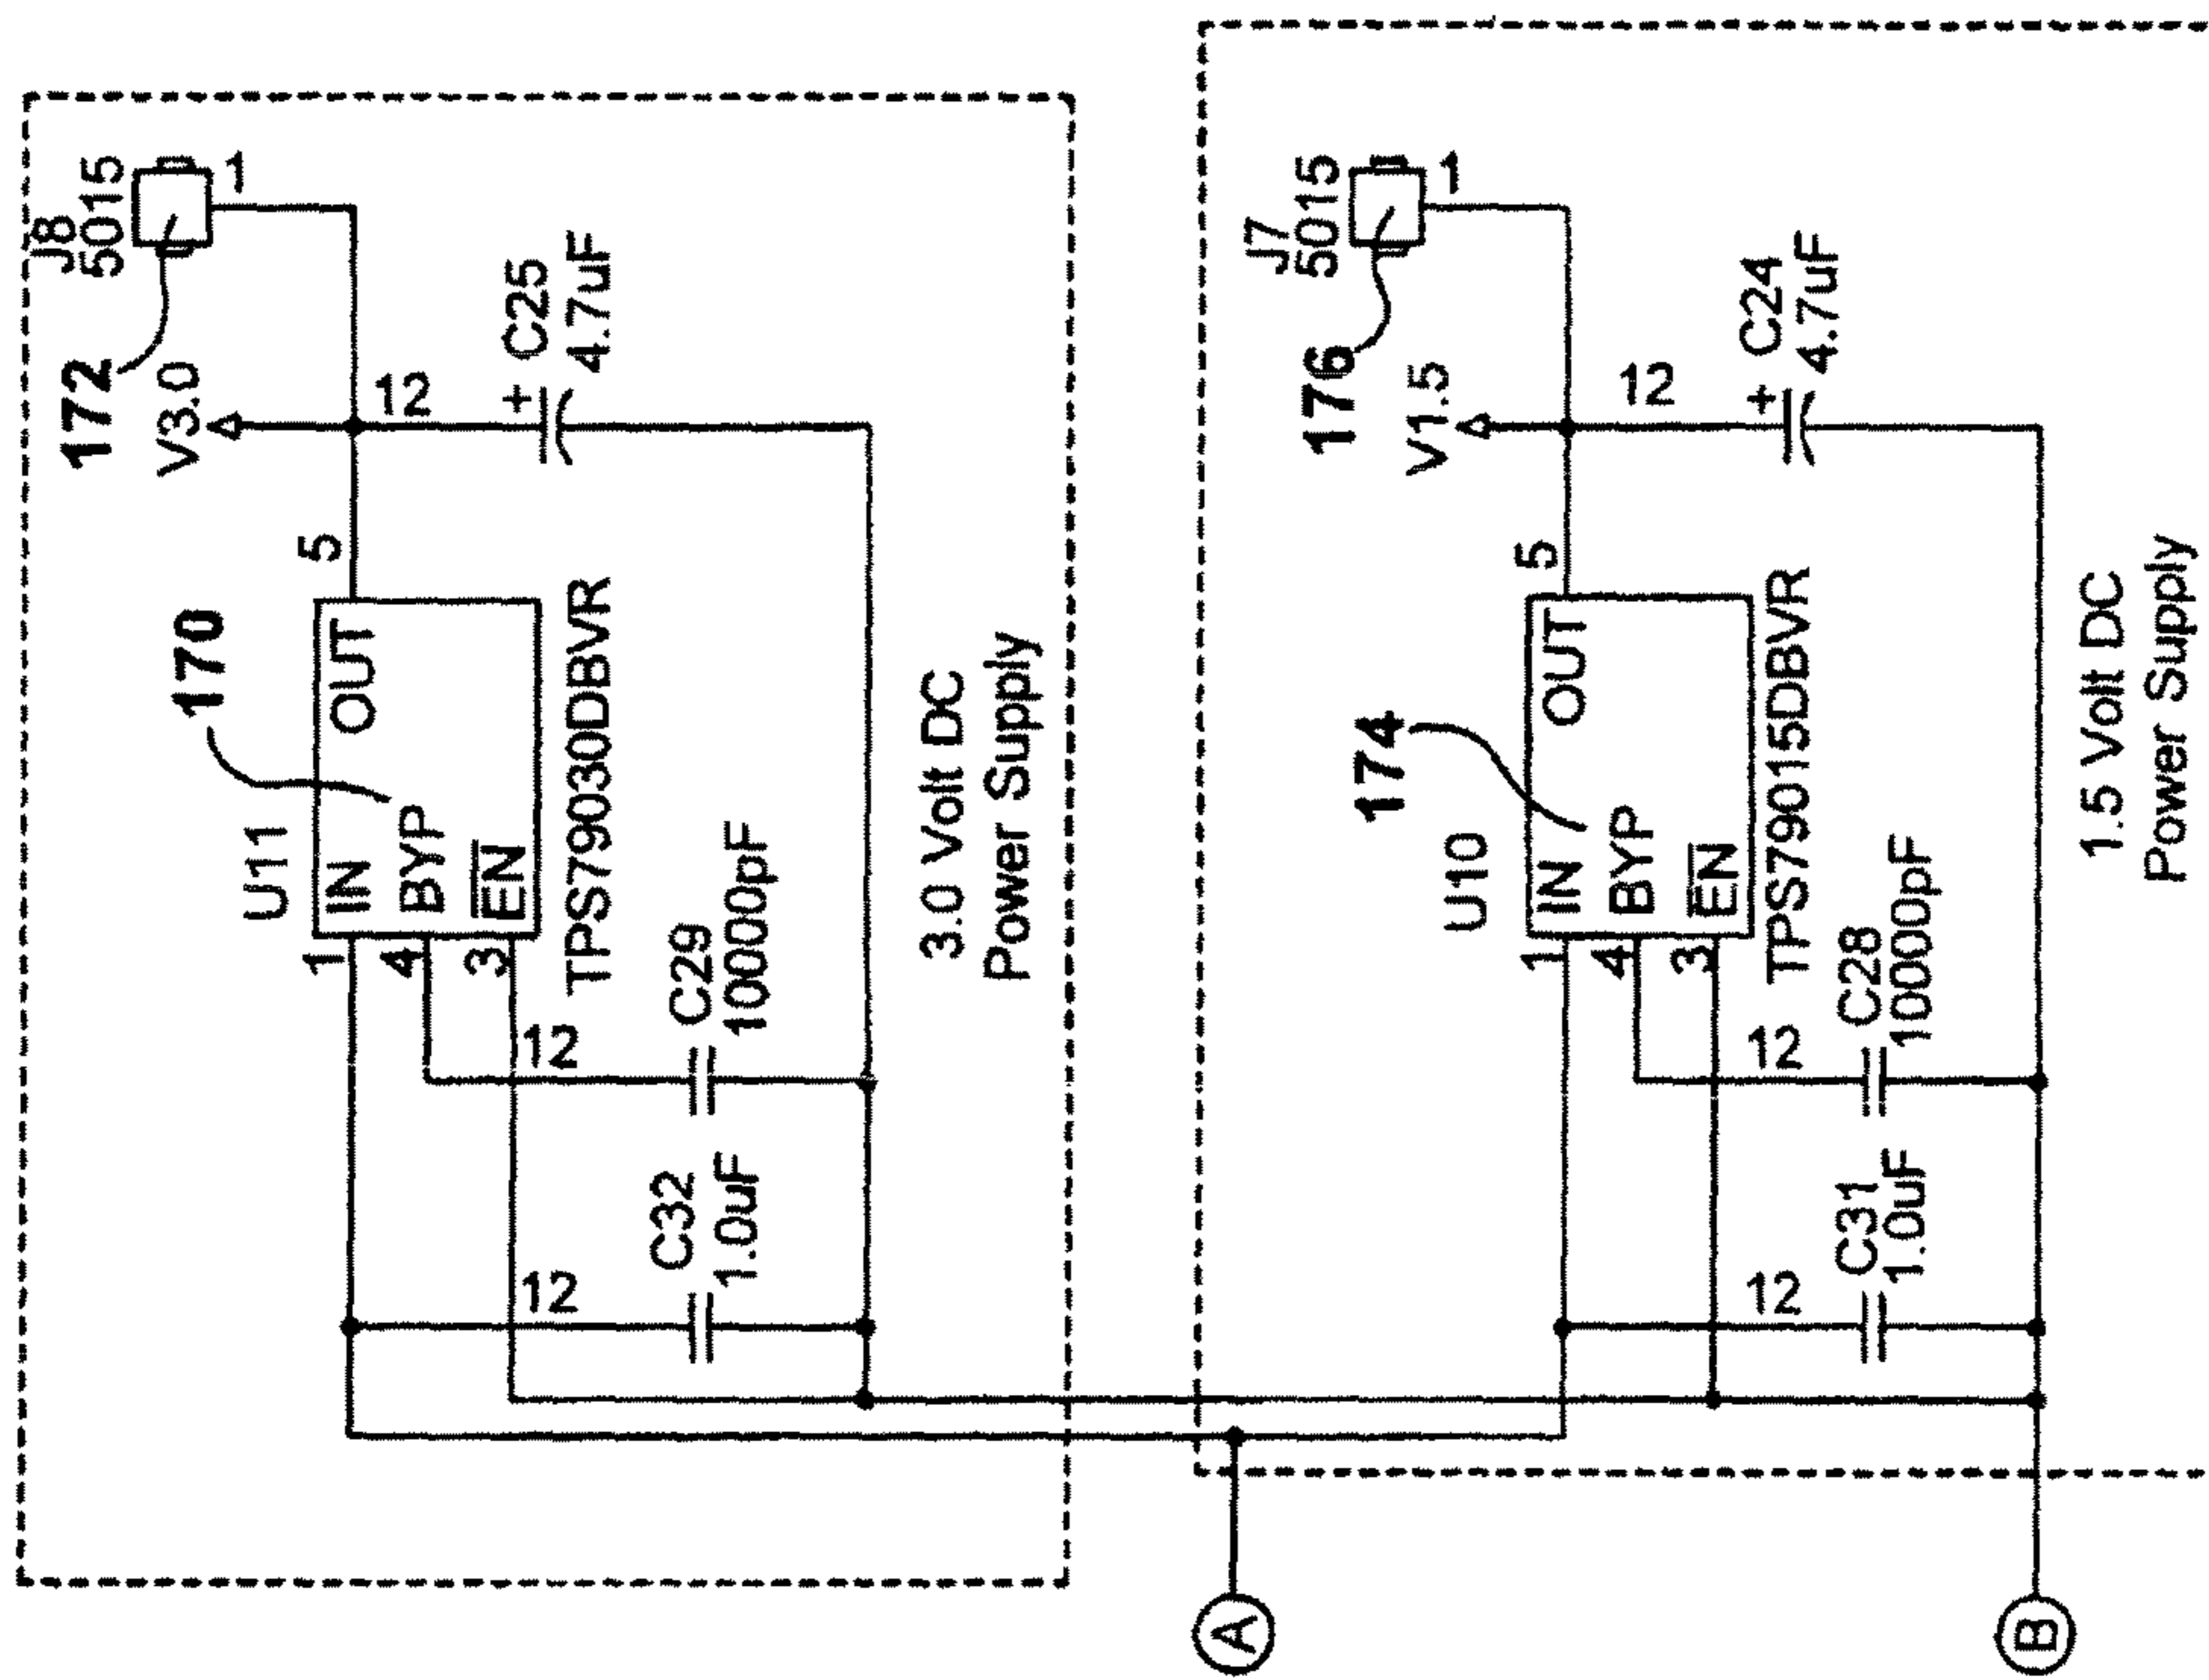 J8
5015
172
V3.0
1
12
C25
4.7uF
5
170
U11
OUT
IN
BYP
EN
1
4
3
TPS79030DBVR
C29
1000pF
12
C32
1.0uF
12
3.0 Volt DC
Power Supply
J7
5015
176
V1.5
1
12
C24
4.7uF
5
174
U10
OUT
IN
BYP
EN
1
4
3
TPS79015DBVR
C28
1000pF
12
C31
1.0uF
12
1.5 Volt DC
Power Supply
A
B